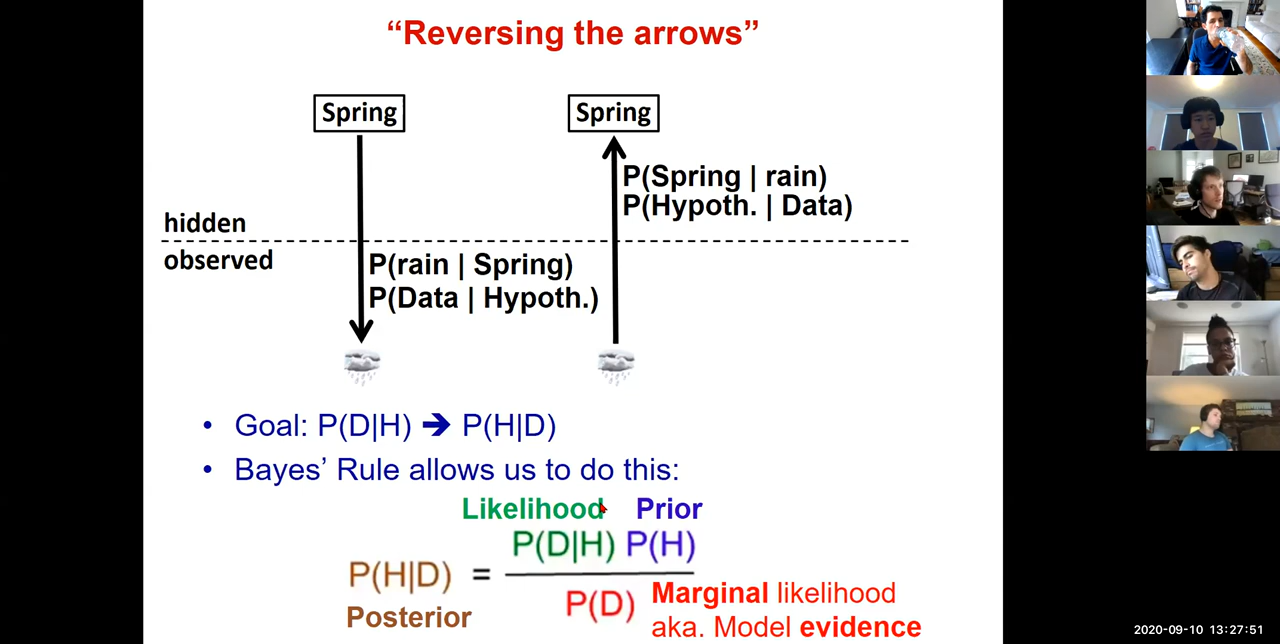 “Reversing the arrows”
Spring
Spring
P(Spring | rain)
P(Hypoth. | Data)
hidden
observed
P(rain | Spring)
P(Data | Hypoth.)
• Goal: P(D|H) ➔ P(H|D)
• Bayes’ Rule allows us to do this:
Likelihood Prior
P(D|H) P(H)
P(H|D) =
P(D)
Posterior
Marginal likelihood
aka. Model evidence
2020-09-10 13:27:51